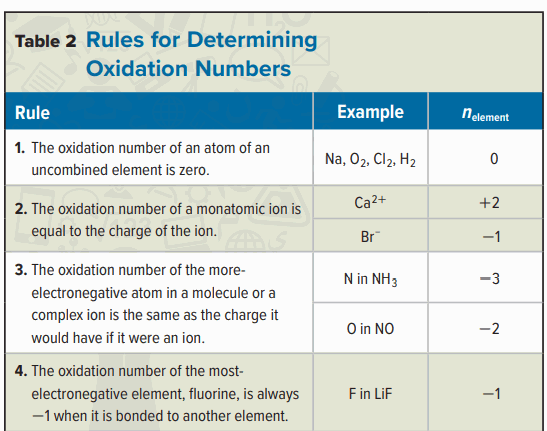 Table 2 Rules for Determining
Oxidation Numbers
Rule
Example
nelement
1. The oxidation number of an atom of an
uncombined element is zero.
Na, O₂, Cl₂, H₂
0
2. The oxidation number of a monatomic ion is
equal to the charge of the ion.
Ca²⁺
+2
Br⁻
−1
3. The oxidation number of the more-
electronegative atom in a molecule or a
complex ion is the same as the charge it
would have if it were an ion.
N in NH₃
−3
O in NO
−2
4. The oxidation number of the most-
electronegative element, fluorine, is always
−1 when it is bonded to another element.
F in LiF
−1